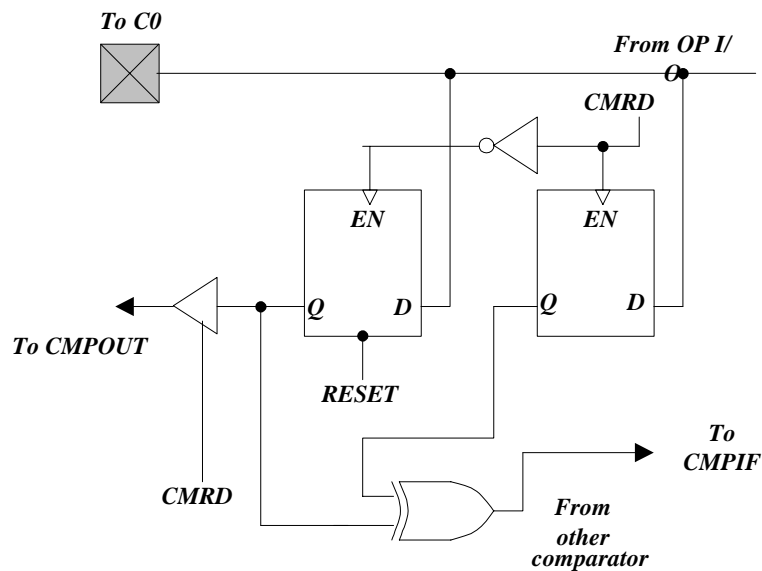 To C0
From OP I/
O
CMRD
EN
EN
Q
D
Q
D
To CMPOUT
RESET
To
CMPIF
CMRD
From
other
comparator